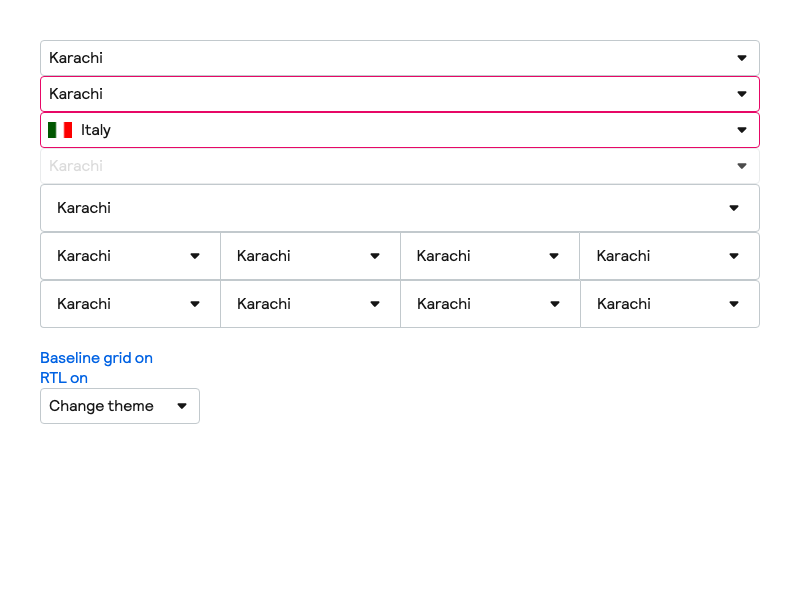 Karachi
Karachi
Italy
Karachi
Karachi
Karachi Karachi Karachi Karachi
Karachi Karachi Karachi Karachi
Baseline grid on
RTL on
Change theme